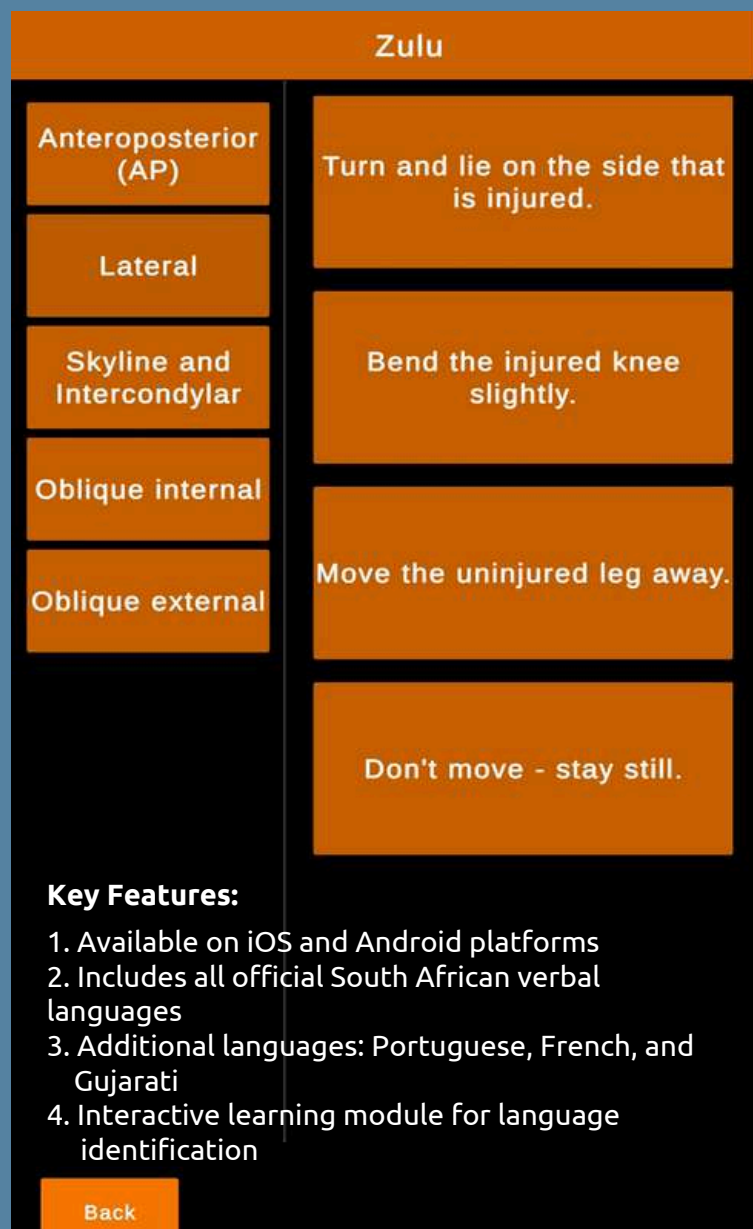 Zulu
Anteroposterior
(AP)
Lateral
Skyline and
Intercondylar
Oblique internal
Oblique external
Turn and lie on the side that
is injured.
Bend the injured knee
slightly.
Move the uninjured leg away.
Don't move - stay still.
Key Features:
1. Available on iOS and Android platforms
2. Includes all official South African verbal
languages
3. Additional languages: Portuguese, French, and
Gujarati
4. Interactive learning module for language
identification
Back